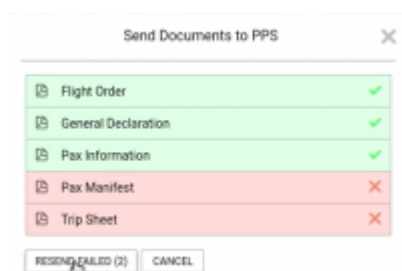 Send Documents to PPS
Flight Order
General Declaration
Pax Information
Pax Manifest
Trip Sheet
RESEND FAILED (2) CANCEL